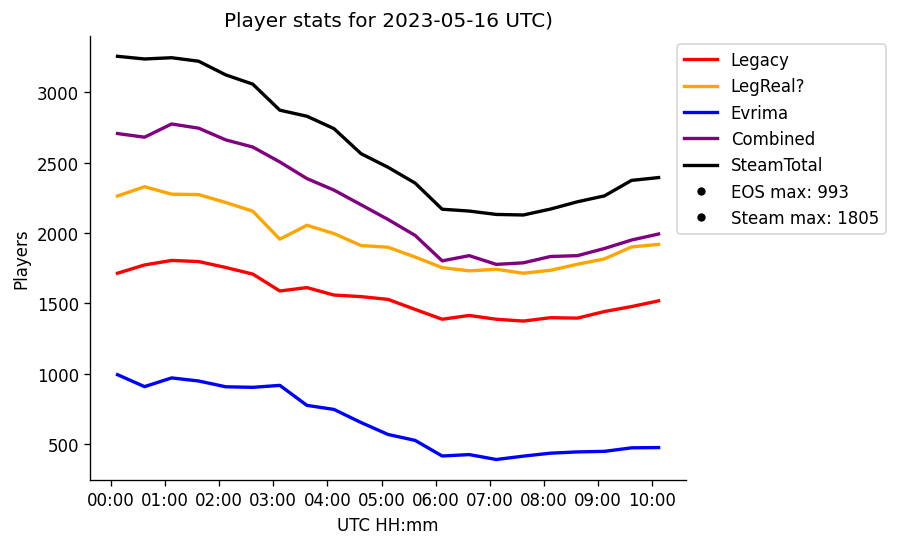 Player stats for 2023-05-16 UTC)
Legacy
LegReal?
Evrima
Combined
SteamTotal
EOS max: 993
Steam max: 1805
Players
3000
2500
2000
1500
1000
500
00:00 01:00 02:00 03:00 04:00 05:00 06:00 07:00 08:00 09:00 10:00
UTC HH:mm